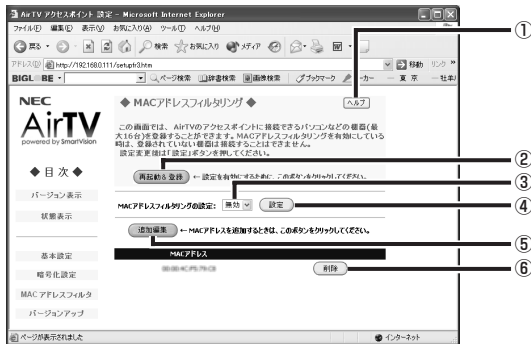 AirTV アクセスポイント 設定 - Microsoft Internet Explorer
ファイル(F) 編集(E) 表示(V) お気に入り(A) ツール(T) ヘルプ(H)
戻る 検索 お気に入り メディア
アドレス(D) http://192.168.0.111/setupfr3.htm 移動 リンク
BIGLOBE ページ検索 辞書検索 画像検索 ブックマーク 東 京
NEC
AirTV
powered by SmartVision
◆ 目 次 ◆
バージョン表示
状態表示
基本設定
暗号化設定
MAC アドレスフィルタ
バージョンアップ
◆ MACアドレスフィルタリング ◆
ヘルプ
この画面では、AirTVのアクセスポイントに接続できるパソコンなどの機器(最
大16台)を登録することができます。MACアドレスフィルタリングを有効にしている
時は、登録されていない機器は接続することはできません。
設定変更後は「設定」ボタンを押してください。
再起動&登録 ← 設定を有効にするために、このボタンをクリックしてください。
MACアドレスフィルタリングの設定: 無効 設定
追加編集 ← MACアドレスを追加するときは、このボタンをクリックしてください。
MACアドレス
削除
ページが表示されました
インターネット
①
②
③
④
⑤
⑥